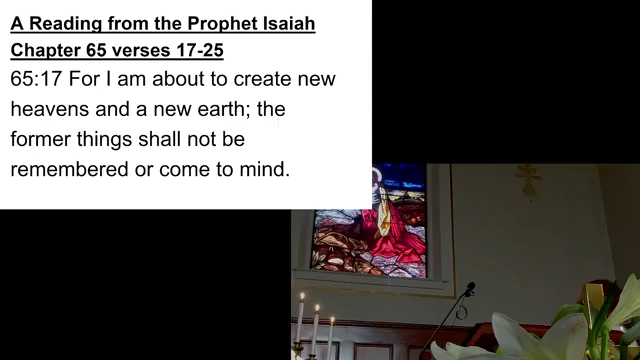 A Reading from the Prophet Isaiah
Chapter 65 verses 17-25
65:17 For I am about to create new
heavens and a new earth; the
former things shall not be
remembered or come to mind.